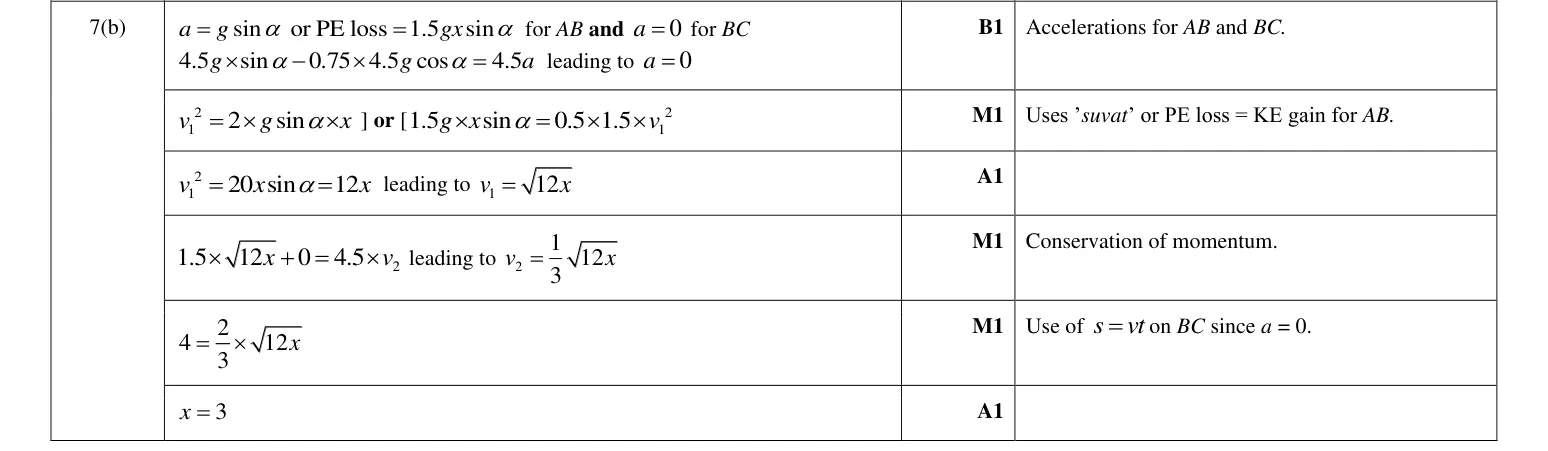 7(b) a = g sin α or PE loss = 1.5gx sin α for AB and a = 0 for BC B1 Accelerations for AB and BC.
4.5g × sin α − 0.75 × 4.5g cos α = 4.5a leading to a = 0
v₁² = 2 × g sin α × x ] or [1.5g × x sin α = 0.5 × 1.5 × v₁² M1 Uses ’suvat’ or PE loss = KE gain for AB.
v₁² = 20x sin α = 12x leading to v₁ = √(12x) A1
1.5 × √(12x) + 0 = 4.5 × v₂ leading to v₂ = 1/3 √(12x) M1 Conservation of momentum.
4 = 2/3 × √(12x) M1 Use of s = vt on BC since a = 0.
x = 3 A1